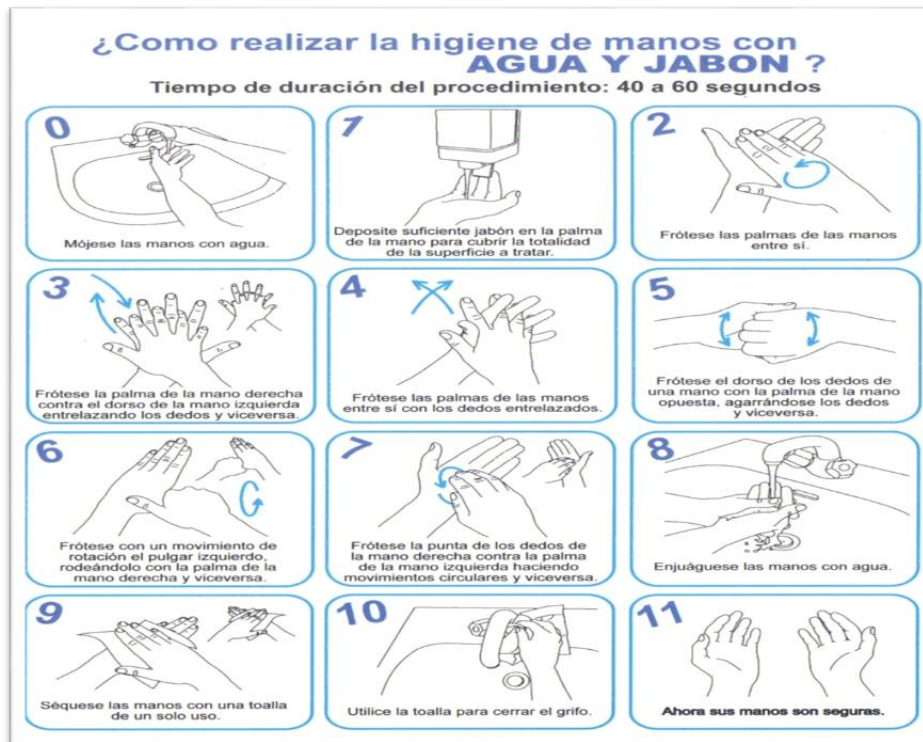 ¿Como realizar la higiene de manos con
AGUA Y JABON ?
Tiempo de duración del procedimiento: 40 a 60 segundos
0
Mójese las manos con agua.
1
Deposite suficiente jabón en la palma
de la mano para cubrir la totalidad
de la superficie a tratar.
2
Frótese las palmas de las manos
entre sí.
3
Frótese la palma de la mano derecha
contra el dorso de la mano izquierda
entrelazando los dedos y viceversa.
4
Frótese las palmas de las manos
entre sí con los dedos entrelazados.
5
Frótese el dorso de los dedos de
una mano con la palma de la mano
opuesta, agarrándose los dedos
y viceversa.
6
Frótese con un movimiento de
rotación el pulgar izquierdo,
rodeándolo con la palma de la
mano derecha y viceversa.
7
Frótese la punta de los dedos de
la mano derecha contra la palma
de la mano izquierda haciendo
movimientos circulares y viceversa.
8
Enjuáguese las manos con agua.
9
Séquese las manos con una toalla
de un solo uso.
10
Utilice la toalla para cerrar el grifo.
11
Ahora sus manos son seguras.